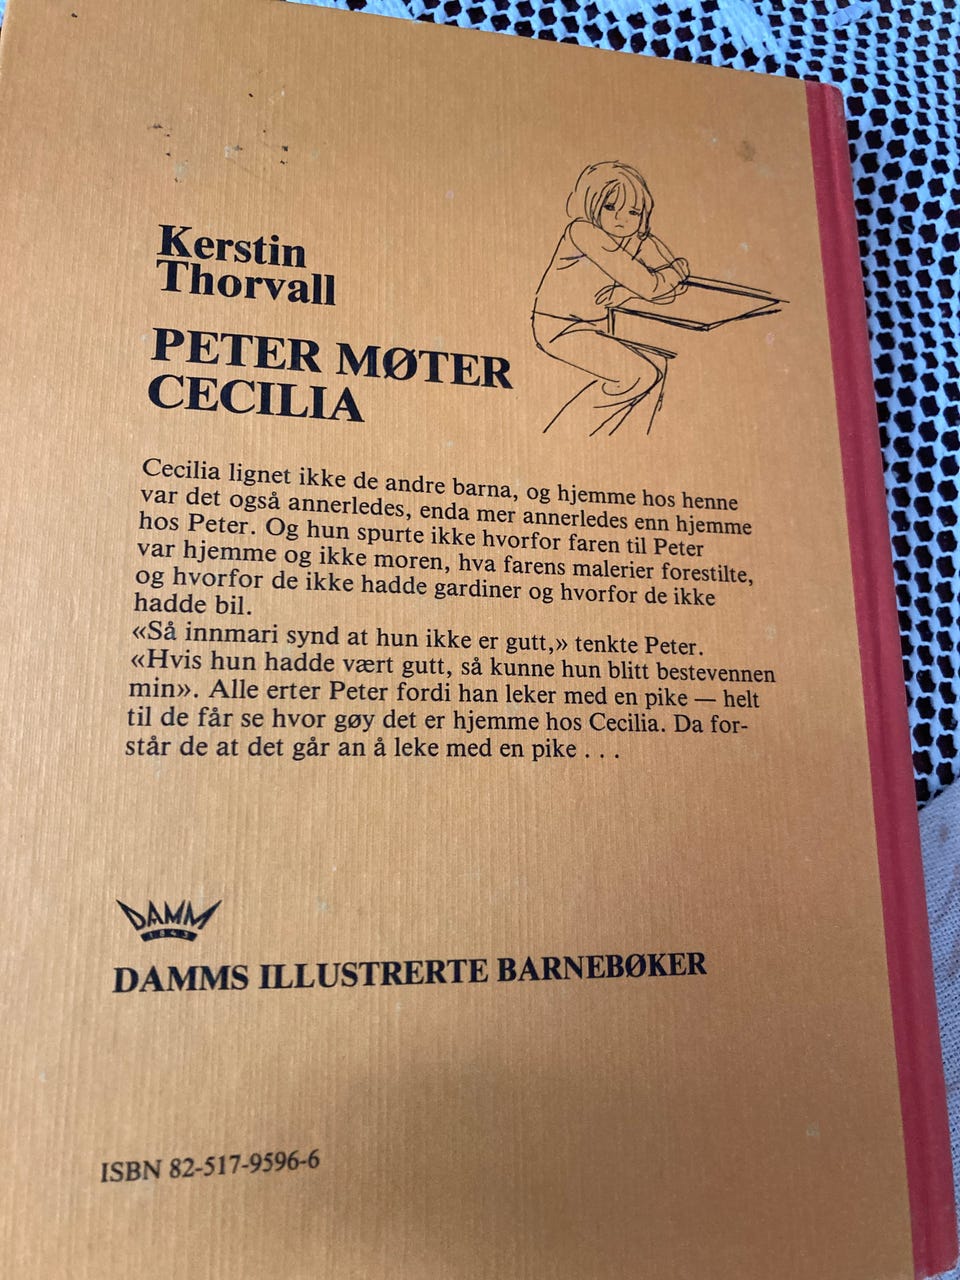 Kerstin
Thorvall
PETER MØTER
CECILIA
Cecilia lignet ikke de andre barna, og hjemme hos henne
var det også annerledes, enda mer annerledes enn hjemme
hos Peter. Og hun spurte ikke hvorfor faren til Peter
var hjemme og ikke moren, hva farens malerier forestilte,
og hvorfor de ikke hadde gardiner og hvorfor de ikke
hadde bil.
«Så innmari synd at hun ikke er gutt,» tenkte Peter.
«Hvis hun hadde vært gutt, så kunne hun blitt bestevennen
min». Alle erter Peter fordi han leker med en pike — helt
til de får se hvor gøy det er hjemme hos Cecilia. Da for-
står de at det går an å leke med en pike . . .
DAMM
1843
DAMMS ILLUSTRERTE BARNEBØKER
ISBN 82-517-9596-6